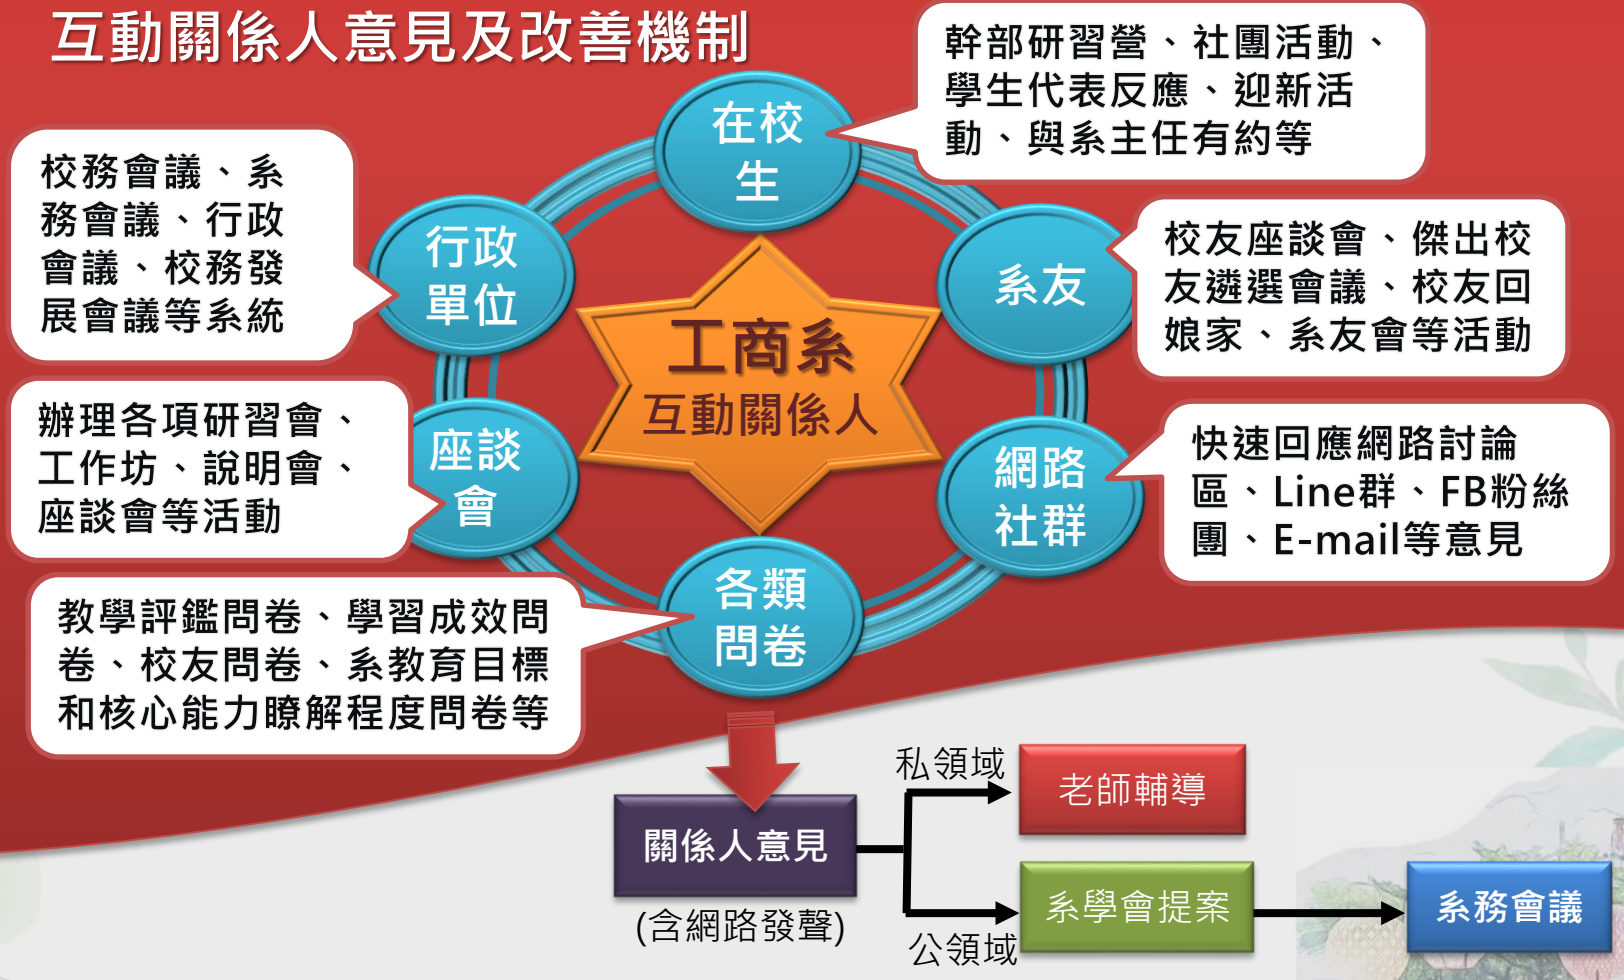 互動關係人意見及改善機制
幹部研習營、社團活動、
學生代表反應、迎新活
動、與系主任有約等
在校
生
校務會議、系
務會議、行政
會議、校務發
展會議等系統
行政
單位
系友
校友座談會、傑出校
友遴選會議、校友回
娘家、系友會等活動
工商系
互動關係人
辦理各項研習會、
工作坊、說明會、
座談會等活動
座談
會
網路
社群
快速回應網路討論
區、Line群、FB粉絲
團、E-mail等意見
各類
問卷
教學評鑑問卷、學習成效問
卷、校友問卷、系教育目標
和核心能力瞭解程度問卷等
私領域
老師輔導
關係人意見
(含網路發聲)
公領域
系學會提案
系務會議